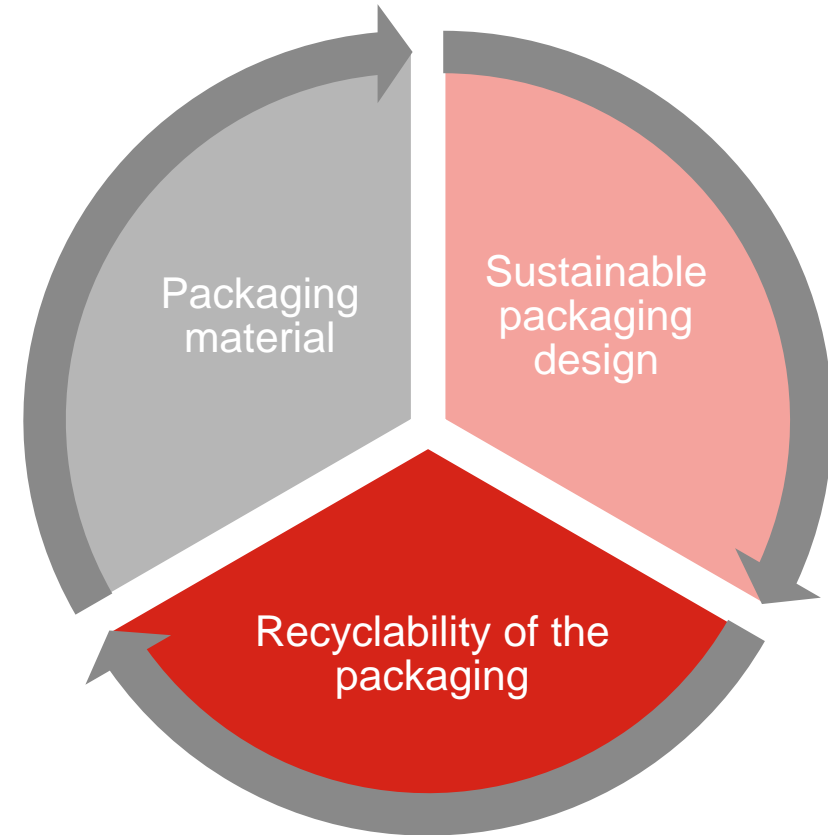 Packaging
material
Sustainable
packaging
design
Recyclability of the
packaging